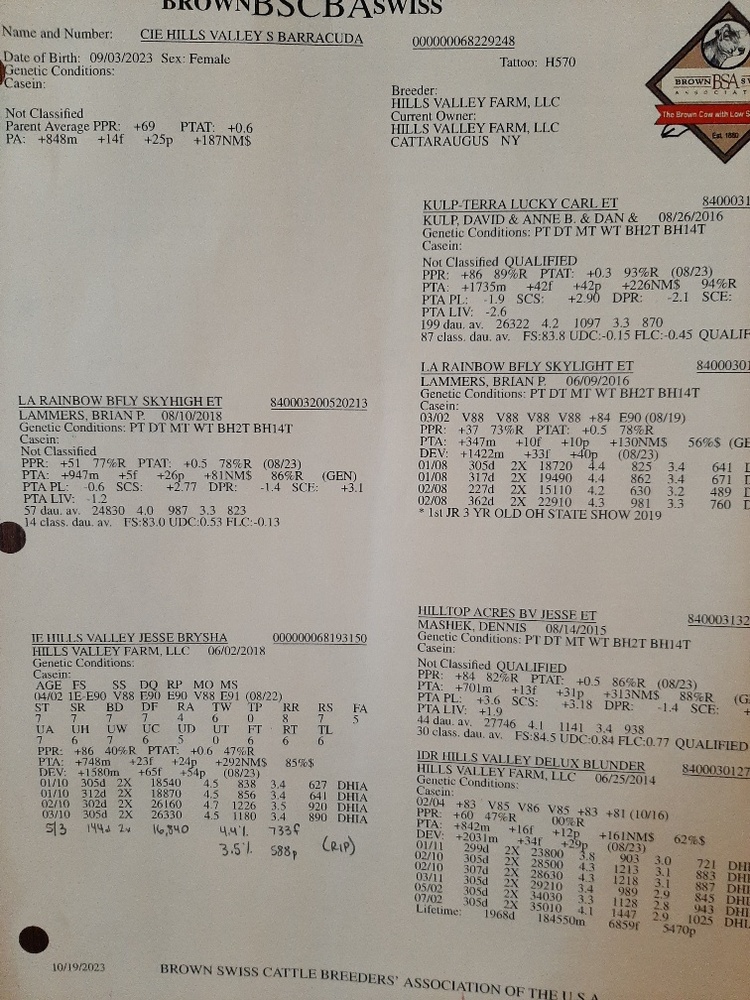 BROWNBSCBASWISS
Name and Number: CIE HILLS VALLEY S BARRACUDA 000000068229248
Date of Birth: 09/03/2023 Sex: Female Tattoo: H570
Genetic Conditions:
Casein:
Not Classified
Parent Average PPR: +69 PTAT: +0.6
PA: +848m +14f +25p +187NM$
Breeder:
HILLS VALLEY FARM, LLC
Current Owner:
HILLS VALLEY FARM, LLC
CATTARAUGUS NY
BROWN BSA
The Brown Cow with Low S
Est. 1880
KULP-TERRA LUCKY CARL ET 8400031
KULP, DAVID & ANNE B. & DAN & 08/26/2016
Genetic Conditions: PT DT MT WT BH2T BH14T
Casein:
Not Classified QUALIFIED
PPR: +86 89%R PTAT: +0.3 93%R (08/23)
PTA: +1735m +42f +42p +226NM$ 94%R
PTA PL: -1.9 SCS: +2.90 DPR: -2.1 SCE:
PTA LIV: -2.6
199 dau. av. 26322 4.2 1097 3.3 870
87 class. dau. av. FS:83.8 UDC:-0.15 FLC:-0.45 QUALIF
LA RAINBOW BFLY SKYHIGH ET 840003200520213
LAMMERS, BRIAN P. 08/10/2018
Genetic Conditions: PT DT MT WT BH2T BH14T
Casein:
Not Classified
PPR: +51 77%R PTAT: +0.5 78%R (08/23)
PTA: +947m +5f +26p +81NM$ 86%R (GEN)
PTA PL: -0.6 SCS: +2.77 DPR: -1.4 SCE: +3.1
PTA LIV: -1.2
57 dau. av. 24830 4.0 987 3.3 823
14 class. dau. av. FS:83.0 UDC:0.53 FLC:-0.13
LA RAINBOW BFLY SKYLIGHT ET 84000301
LAMMERS, BRIAN P. 06/09/2016
Genetic Conditions: PT DT MT WT BH2T BH14T
Casein:
03/02 V88 V88 V88 V88 +84 E90 (08/19)
PPR: +37 73%R PTAT: +0.5 78%R
PTA: +347m +10f +10p +130NM$ 56%$ (GE
DEV: +1422m +33f +40p (08/23)
01/08 305d 2X 18720 4.4 825 3.4 641 D
01/08 317d 2X 19490 4.4 862 3.4 671 D
02/08 227d 2X 15110 4.2 630 3.2 489 D
02/08 362d 2X 22910 4.3 981 3.3 760 D
* 1st JR 3 YR OLD OH STATE SHOW 2019
IE HILLS VALLEY JESSE BRYSHA 000000068193150
HILLS VALLEY FARM, LLC 06/02/2018
Genetic Conditions:
Casein:
AGE FS SS DQ RP MO MS
04/02 1E-E90 V88 E90 E90 V88 E91 (08/22)
ST SR BD DF RA TW TP RR RS FA
7 7 7 7 4 6 0 8 7 5
UA UH UW UC UD UT FT RT TL
7 6 7 6 5 0 6 6 6
PPR: +86 40%R PTAT: +0.6 47%R
PTA: +748m +23f +24p +292NM$ 85%$
DEV: +1580m +65f +54p (08/23)
01/10 305d 2X 18540 4.5 838 3.4 627 DHIA
01/10 312d 2X 18870 4.5 856 3.4 641 DHIA
02/10 302d 2X 26160 4.7 1226 3.5 920 DHIA
03/10 305d 2X 26330 4.5 1180 3.4 890 DHIA
5/3 144d 2x 16,840 4.4% 733f
3.5% 588p (RIP)
HILLTOP ACRES BV JESSE ET 840003132
MASHEK, DENNIS 08/14/2015
Genetic Conditions: PT DT MT WT BH2T BH14T
Casein:
Not Classified QUALIFIED
PPR: +84 82%R PTAT: +0.5 86%R (08/23)
PTA: +701m +13f +31p +313NM$ 88%R (G
PTA PL: +3.6 SCS: +3.18 DPR: -1.4 SCE:
PTA LIV: +1.9
44 dau. av. 27746 4.1 1141 3.4 938
30 class. dau. av. FS:84.5 UDC:0.84 FLC:0.77 QUALIFIED
IDR HILLS VALLEY DELUX BLUNDER 8400030127
HILLS VALLEY FARM, LLC 06/25/2014
Genetic Conditions:
Casein:
02/04 +83 V85 V86 V85 +83 +81 (10/16)
PPR: +60 47%R 00%R
PTA: +842m +16f +12p +161NM$ 62%$
DEV: +2031m +34f +29p (08/23)
01/11 299d 2X 23800 3.8 903 3.0 721 DHI
02/10 305d 2X 28500 4.3 1213 3.1 883 DHI
02/10 307d 2X 28630 4.3 1218 3.1 887 DHI
03/11 305d 2X 29210 3.4 989 2.9 845 DHI
05/02 305d 2X 34030 3.3 1128 2.8 943 DHI
07/02 305d 2X 35010 4.1 1447 2.9 1025 DHI
Lifetime: 1968d 184550m 6859f 5470p
10/19/2023 BROWN SWISS CATTLE BREEDERS' ASSOCIATION OF THE U.S.A.